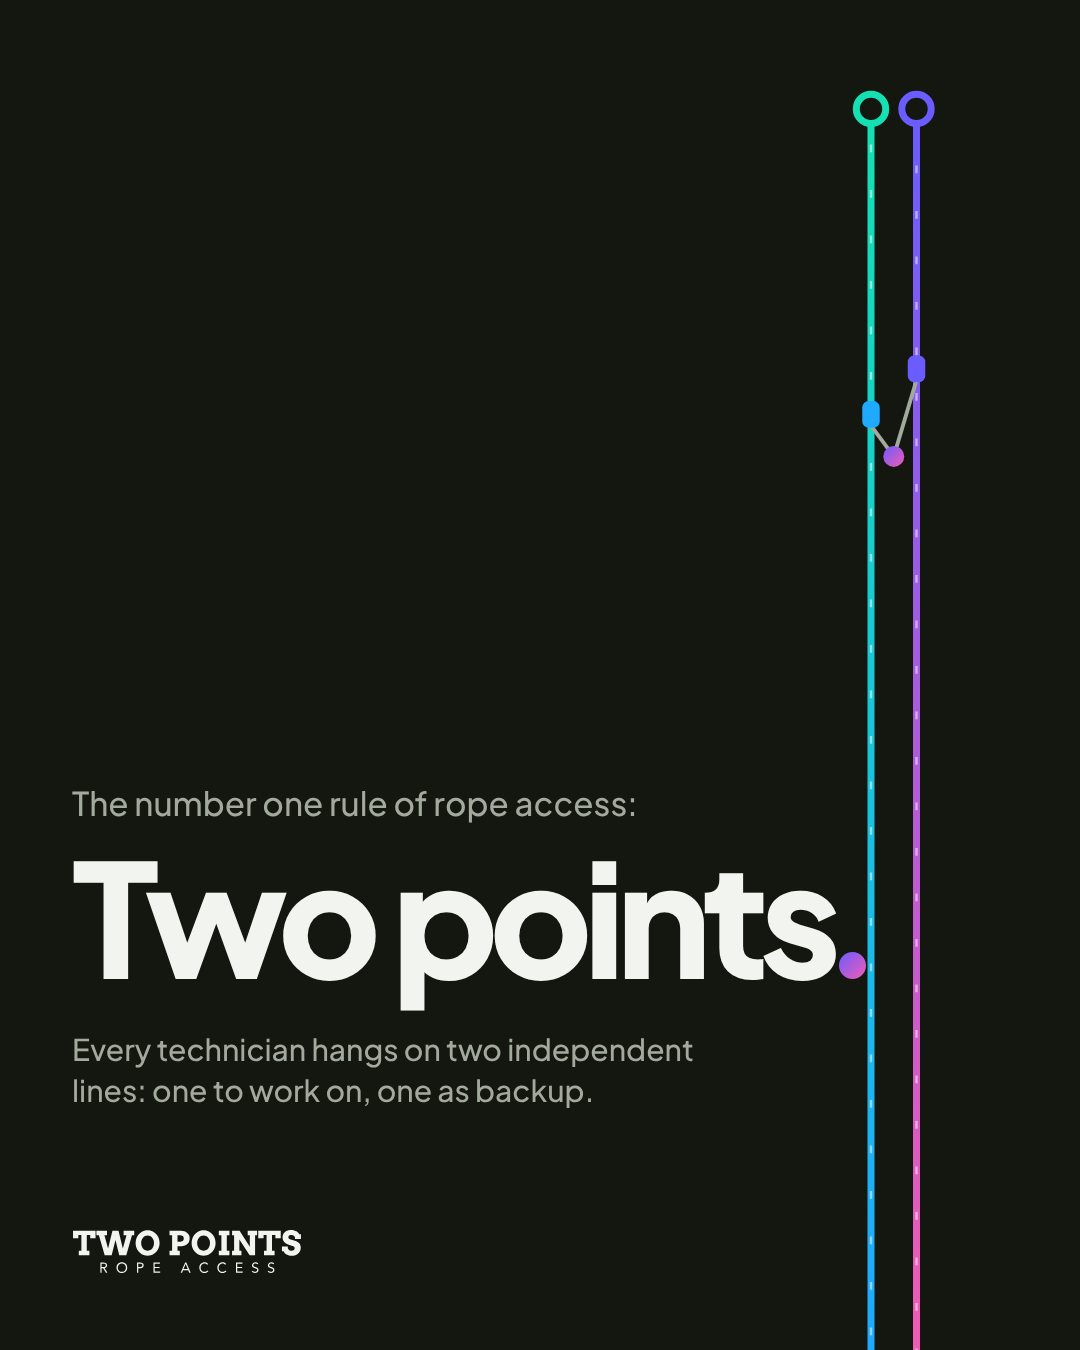 The number one rule of rope access:
Two points.
Every technician hangs on two independent
lines: one to work on, one as backup.
TWO POINTS
ROPE ACCESS